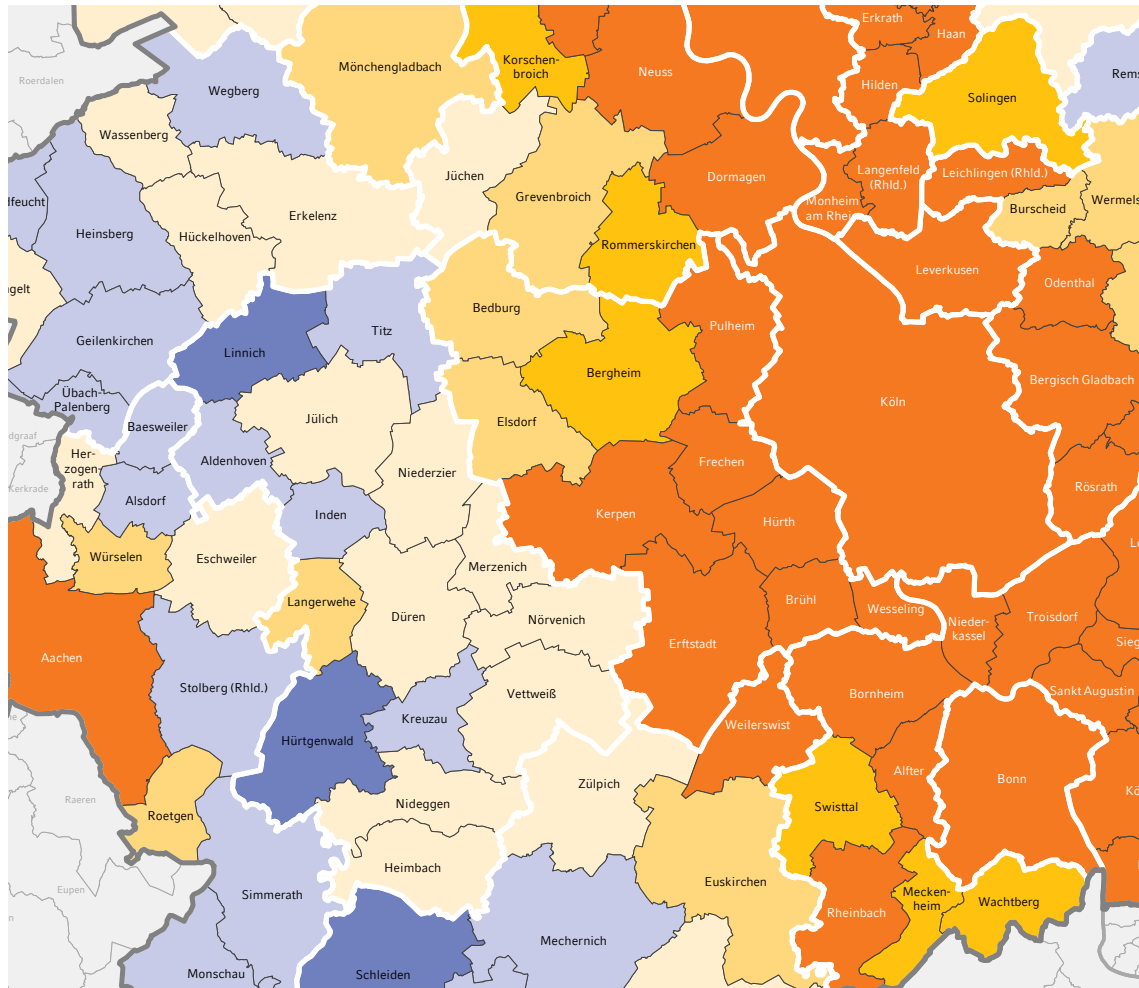 Erkrath
Haan
Korschen-
broich
Mönchengladbach
Neuss
Rems
Roerdalen
Wegberg
Hilden
Solingen
Wassenberg
Jüchen
Dormagen
Langenfeld
(Rhld.)
Leichlingen (Rhld.)
Grevenbroich
Monheim
am Rhein
Burscheid
Wermels
lfeucht
Heinsberg
Hückelhoven
Erkelenz
Rommerskirchen
Leverkusen
Odenthal
ngelt
Bedburg
Pulheim
Geilenkirchen
Linnich
Titz
Bergheim
Bergisch Gladbach
Köln
Übach-
Palenberg
Baesweiler
Jülich
Elsdorf
dgraaf
Her-
zogen-
rath
Aldenhoven
Niederzier
Frechen
Kerkrade
Alsdorf
Inden
Kerpen
Hürth
Rösrath
Würselen
Eschweiler
Merzenich
Lo
Langerwehe
Düren
Nörvenich
Brühl
Wesseling
Nieder-
kassel
Troisdorf
Aachen
Erftstadt
Sieg
Stolberg (Rhld.)
Kreuzau
Vettweiß
Bornheim
Sankt Augustin
Weilerswist
Hürtgenwald
Alfter
Bonn
Raeren
Roetgen
Nideggen
Zülpich
Swisttal
Kö
Eupen
Heimbach
Simmerath
Euskirchen
Mecken-
heim
Wachtberg
Rheinbach
Mechernich
Monschau
Schleiden